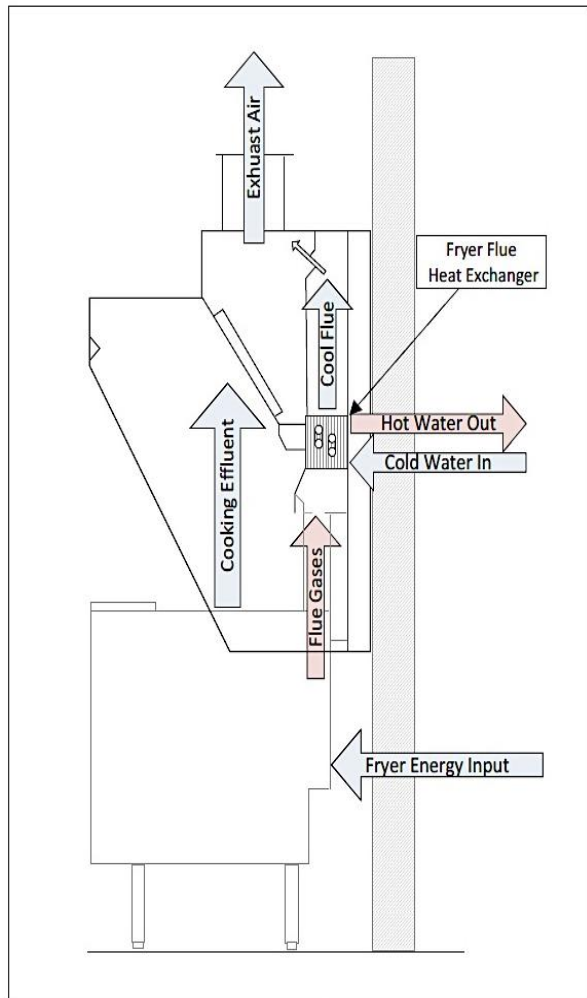 Exhuast Air
Fryer Flue
Heat Exchanger
Cool Flue
Hot Water Out
Cold Water In
Cooking Effluent
Flue Gases
Fryer Energy Input